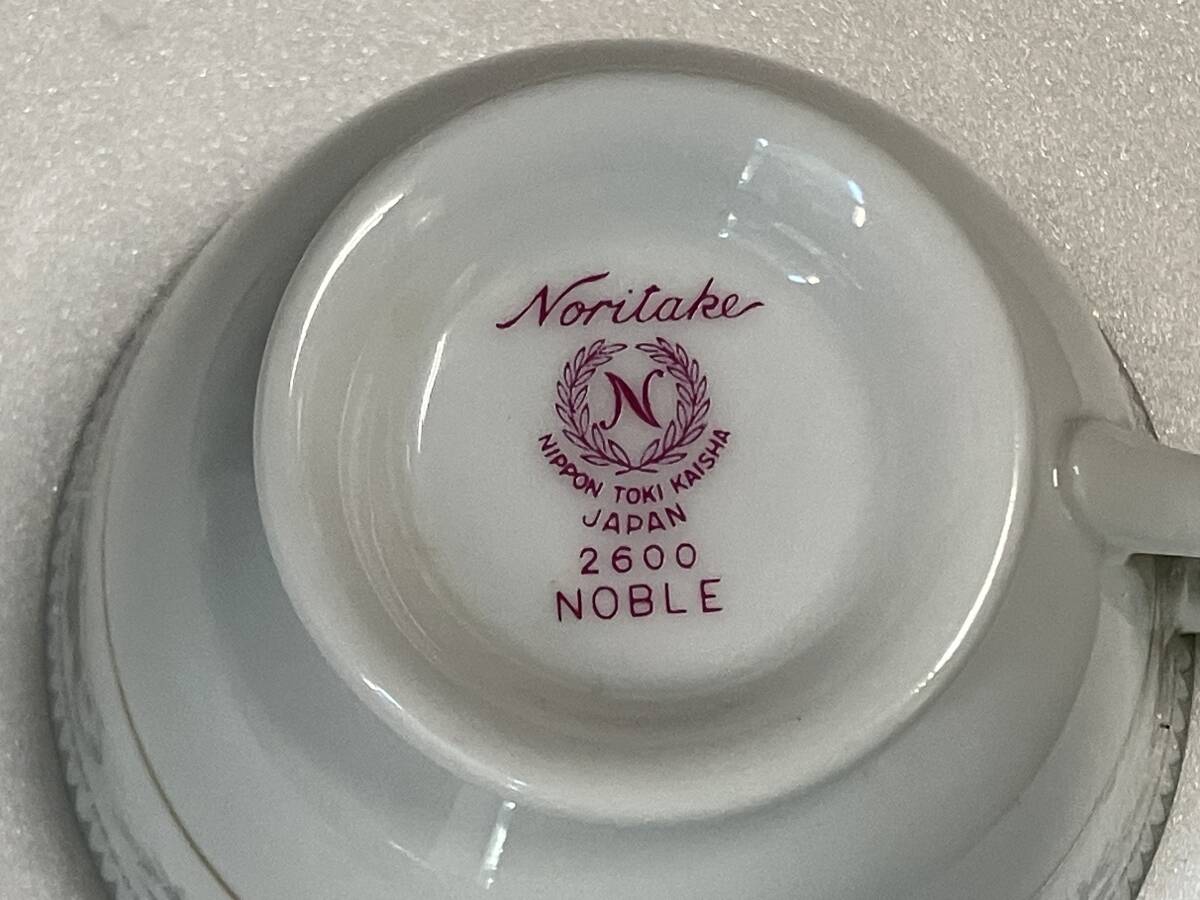 Noritake
N
NIPPON TOKI KAISHA
JAPAN
2600
NOBLE